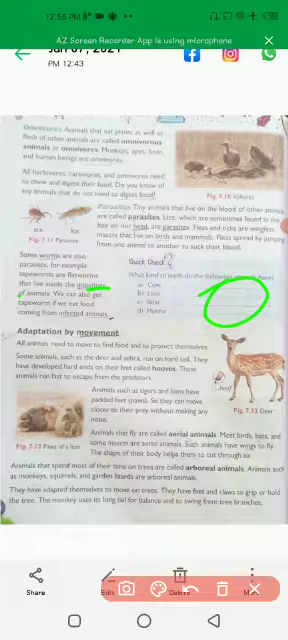 12:55 PM
AZ Screen Recorder App is using microphone
Jun 07, 2021
PM 12:43
Omnivores: Animals that eat plants as well as
flesh of other animals are called omnivorous
animals or omnivores. Monkeys, apes, bear,
and human beings are omnivores.
All herbivores, carnivores, and omnivores need
to chew and digest their food. Do you know of
any animals that do not need to digest food?
Fig. 7.10 Vultures
Parasites: Tiny animals that live on the blood of other animals
are called parasites. Lice, which are sometimes found in the
hair on our head, are parasites. Fleas and ticks are wingless
insects that live on birds and mammals. Fleas spread by jumping
from one animal to another to suck their blood.
tick lice
Fig. 7.11 Parasites
Some worms are also
parasites, for example
tapeworms are flatworms
that live inside the intestines
of animals. We can also get
tapeworm if we eat food
coming from infected animals.
Quick Check
What kind of teeth do the following animals have?
a) Cow
b) Lion
c) Bear
d) Hyena
Adaptation by movement
All animals need to move to find food and to protect themselves.
Some animals, such as the deer and zebra, run on hard soil. They
have developed hard ends on their feet called hooves. These
animals run fast to escape from the predators.
hoof
Fig. 7.12 Deer
Animals such as tigers and lions have
padded feet (paws). So they can move
closer to their prey without making any
noise.
Fig. 7.13 Paws of a lion
Animals that fly are called aerial animals. Most birds, bats, and
some insects are aerial animals. Such animals have wings to fly.
The shape of their body helps them to cut through air.
Animals that spend most of their time on trees are called arboreal animals. Animals such
as monkeys, squirrels, and garden lizards are arboreal animals.
They have adapted themselves to move on trees. They have feet and claws to grip or hold
the tree. The monkey uses its long tail for balance and to swing from tree branches.
Share Edit Delete More